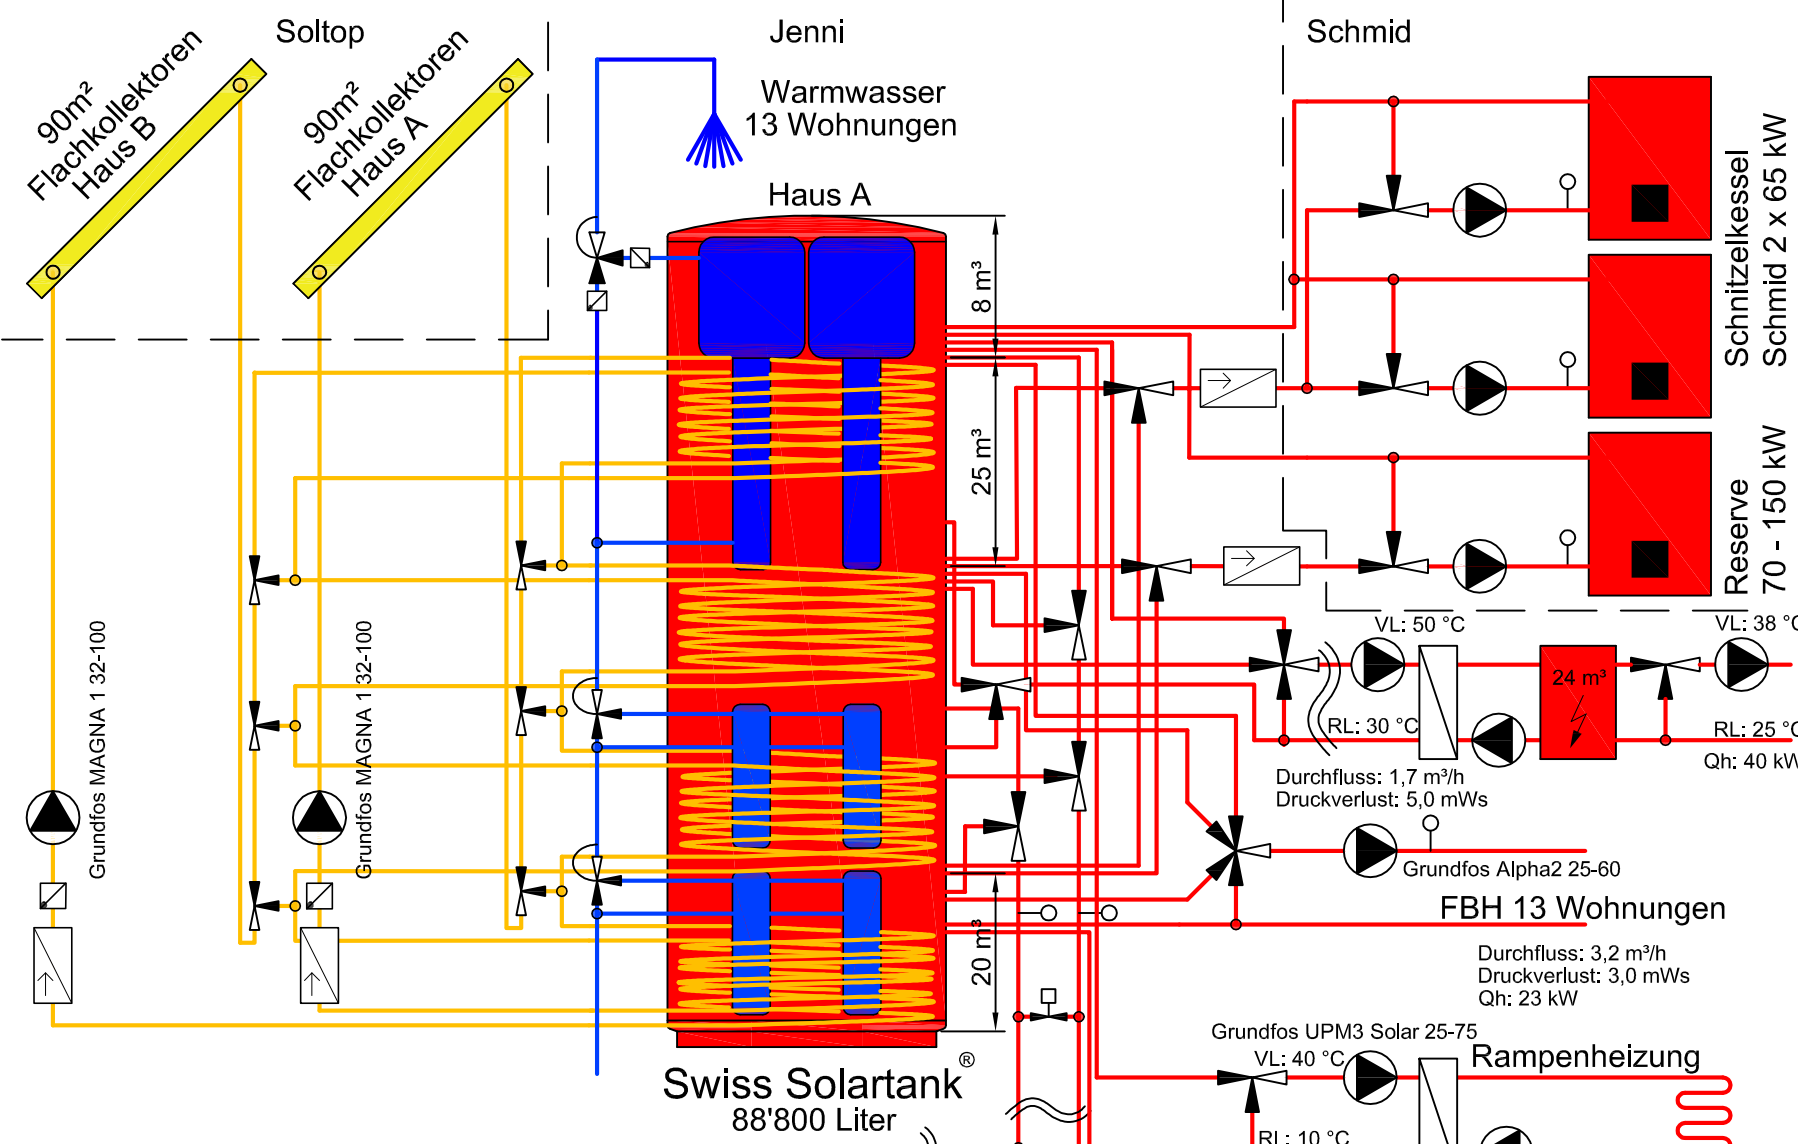 Soltop
Jenni
Schmid
90m²
Flachkollektoren
Haus B
90m²
Flachkollektoren
Haus A
Warmwasser
13 Wohnungen
Haus A
8 m³
25 m³
20 m³
Schnitzelkessel
Schmid 2 x 65 kW
Reserve
70 - 150 kW
VL: 50 °C
VL: 38 °C
24 m³
RL: 30 °C
RL: 25 °C
Qh: 40 kW
Durchfluss: 1,7 m³/h
Druckverlust: 5,0 mWs
Grundfos MAGNA 1 32-100
Grundfos MAGNA 1 32-100
Grundfos Alpha2 25-60
FBH 13 Wohnungen
Durchfluss: 3,2 m³/h
Druckverlust: 3,0 mWs
Qh: 23 kW
Grundfos UPM3 Solar 25-75
VL: 40 °C
Rampenheizung
RL: 10 °C
Swiss Solartank®
88'800 Liter